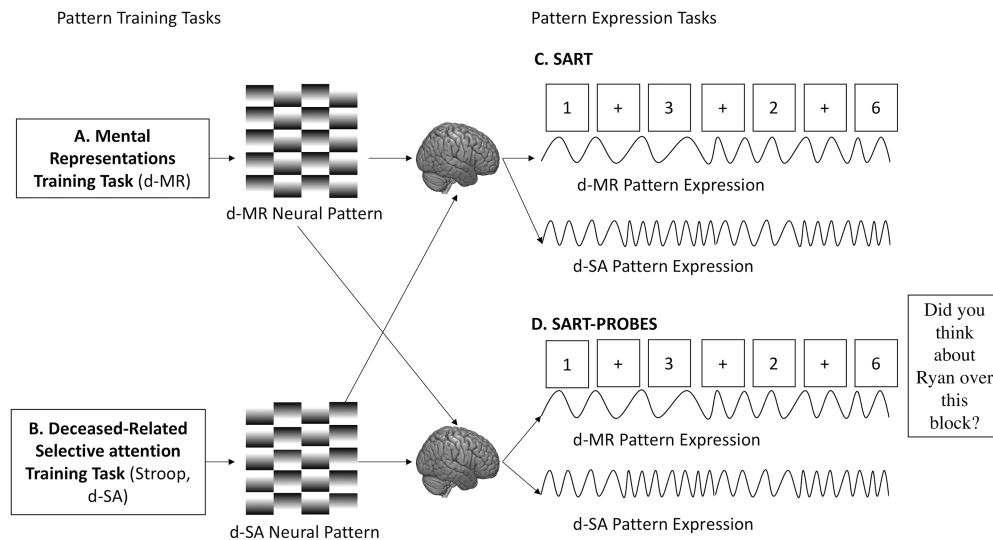 Pattern Training Tasks
Pattern Expression Tasks
A. Mental
Representations
Training Task (d-MR)
d-MR Neural Pattern
C. SART
1 + 3 + 2 + 6
d-MR Pattern Expression
d-SA Pattern Expression
B. Deceased-Related
Selective attention
Training Task (Stroop,
d-SA)
d-SA Neural Pattern
D. SART-PROBES
1 + 3 + 2 + 6
d-MR Pattern Expression
d-SA Pattern Expression
Did you
think
about
Ryan over
this
block?